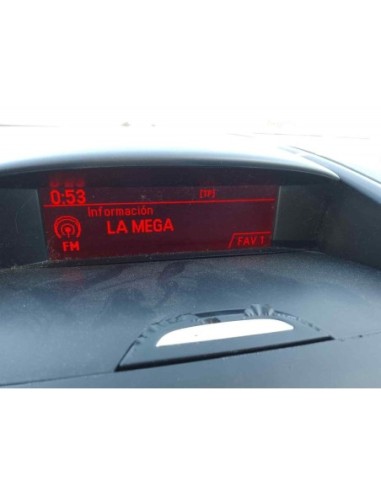 0:53 [TP]
Información
LA MEGA
FM
FAV 1